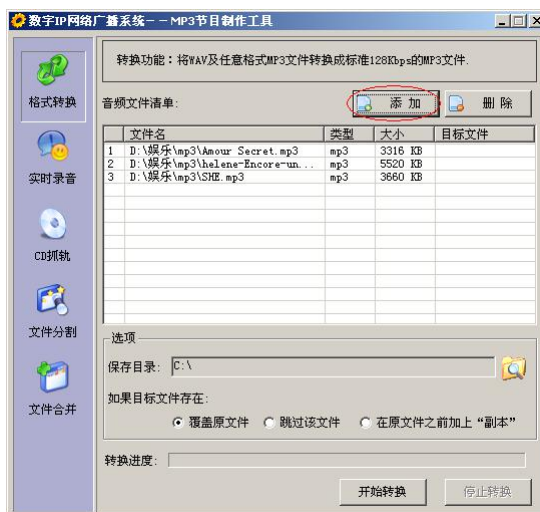 数字IP网络广播系统－－MP3节目制作工具
格式转换
实时录音
CD抓轨
文件分割
文件合并
转换功能：将WAV及任意格式MP3文件转换成标准128Kbps的MP3文件.
音频文件清单:
添 加
删 除
文件名 类型 大小 目标文件
1 D:\娱乐\mp3\Amour Secret.mp3 mp3 3316 KB
2 D:\娱乐\mp3\helene-Encore-un... mp3 5520 KB
3 D:\娱乐\mp3\SHE.mp3 mp3 3660 KB
选项
保存目录: C:\
如果目标文件存在:
覆盖原文件 跳过该文件 在原文件之前加上“副本”
转换进度:
开始转换 停止转换